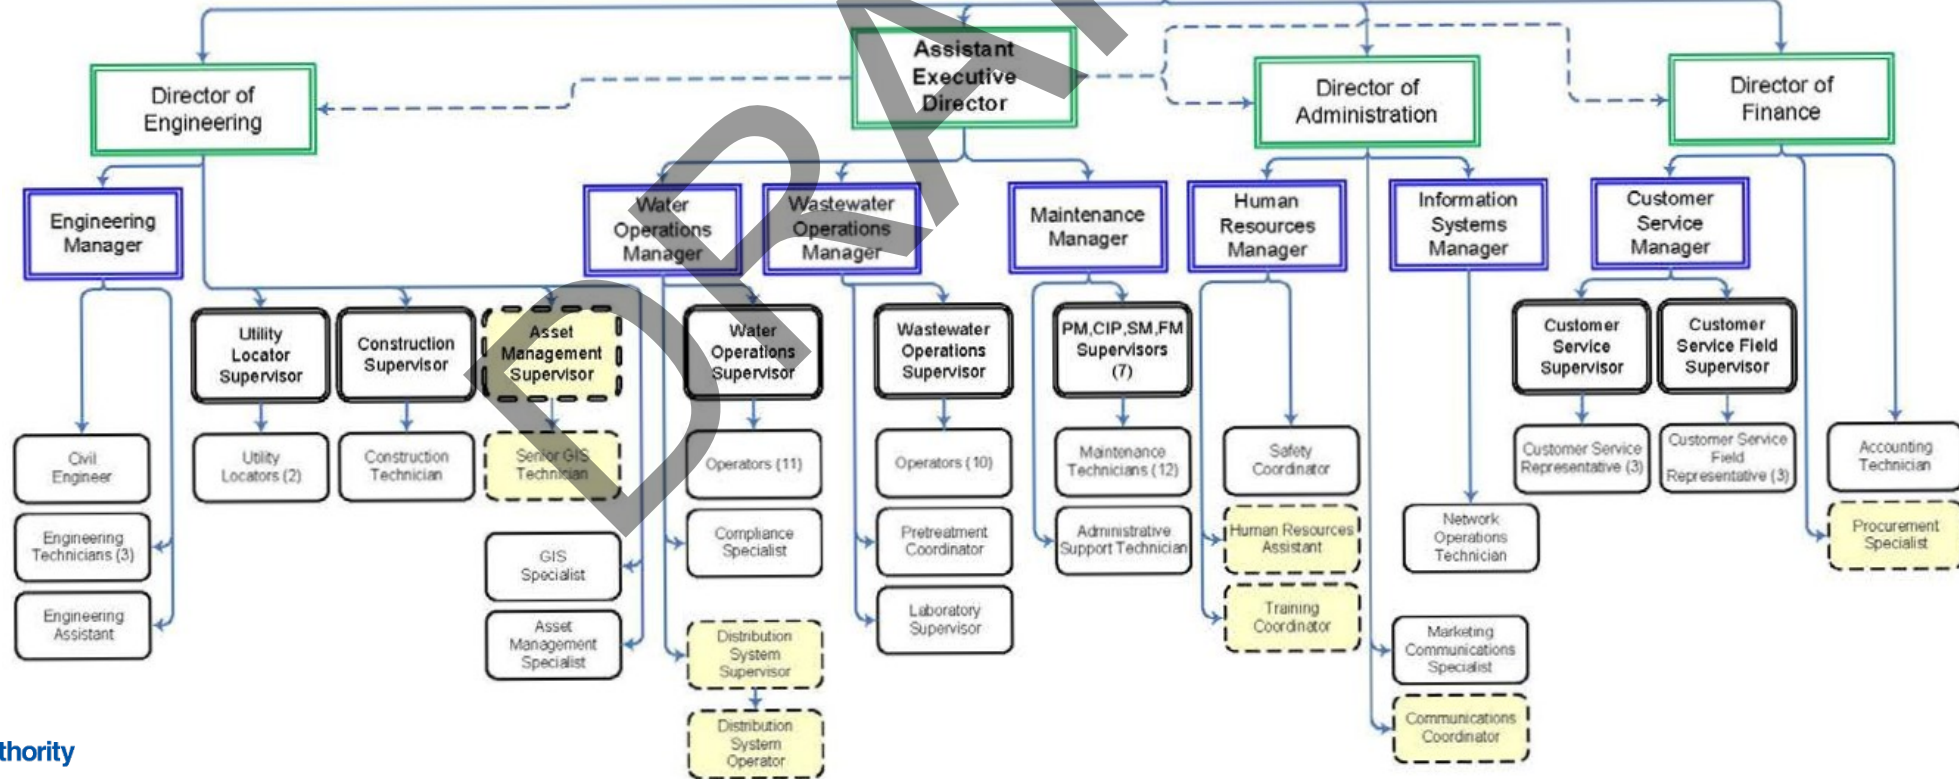 Assistant
Executive
Director
Director of
Engineering
Director of
Administration
Director of
Finance
Engineering
Manager
Water
Operations
Manager
Wastewater
Operations
Manager
Maintenance
Manager
Human
Resources
Manager
Information
Systems
Manager
Customer
Service
Manager
Utility
Locator
Supervisor
Construction
Supervisor
Asset
Management
Supervisor
Water
Operations
Supervisor
Wastewater
Operations
Supervisor
PM,CIP,SM,FM
Supervisors
(7)
Customer
Service
Supervisor
Customer
Service Field
Supervisor
Civil
Engineer
Utility
Locators (2)
Construction
Technician
Senior GIS
Technician
Operators (11)
Operators (10)
Maintenance
Technicians (12)
Safety
Coordinator
Customer Service
Representative (3)
Customer Service
Field
Representative (3)
Accounting
Technician
Engineering
Technicians (3)
GIS
Specialist
Compliance
Specialist
Pretreatment
Coordinator
Administrative
Support Technician
Human Resources
Assistant
Network
Operations
Technician
Procurement
Specialist
Engineering
Assistant
Asset
Management
Specialist
Distribution
System
Supervisor
Laboratory
Supervisor
Training
Coordinator
Marketing
Communications
Specialist
Distribution
System
Operator
Communications
Coordinator
thority
DRA